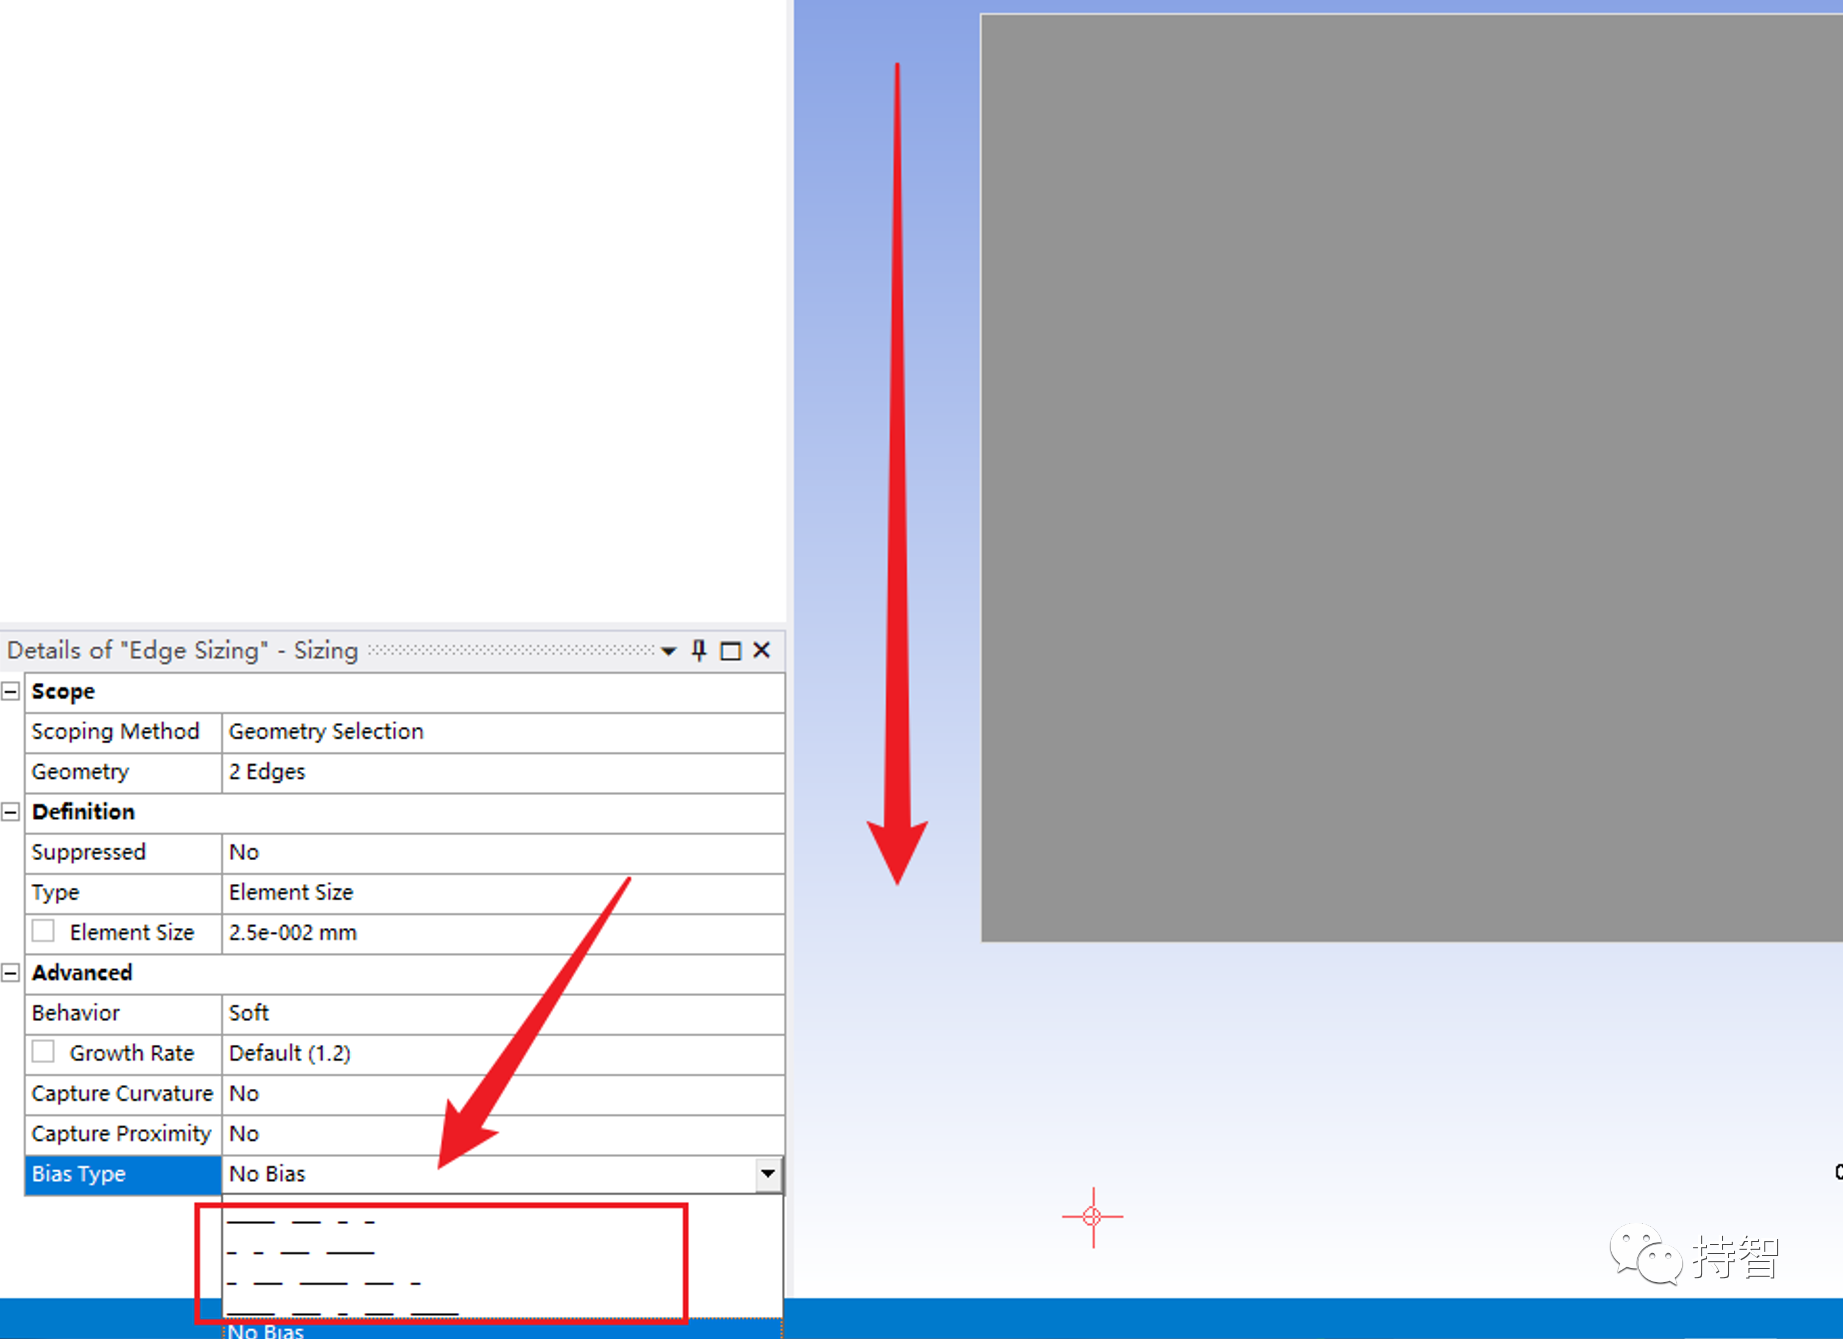 Details of "Edge Sizing" - Sizing
Scope
Scoping Method Geometry Selection
Geometry 2 Edges
Definition
Suppressed No
Type Element Size
Element Size 2.5e-002 mm
Advanced
Behavior Soft
Growth Rate Default (1.2)
Capture Curvature No
Capture Proximity No
Bias Type No Bias
No Bias
持智